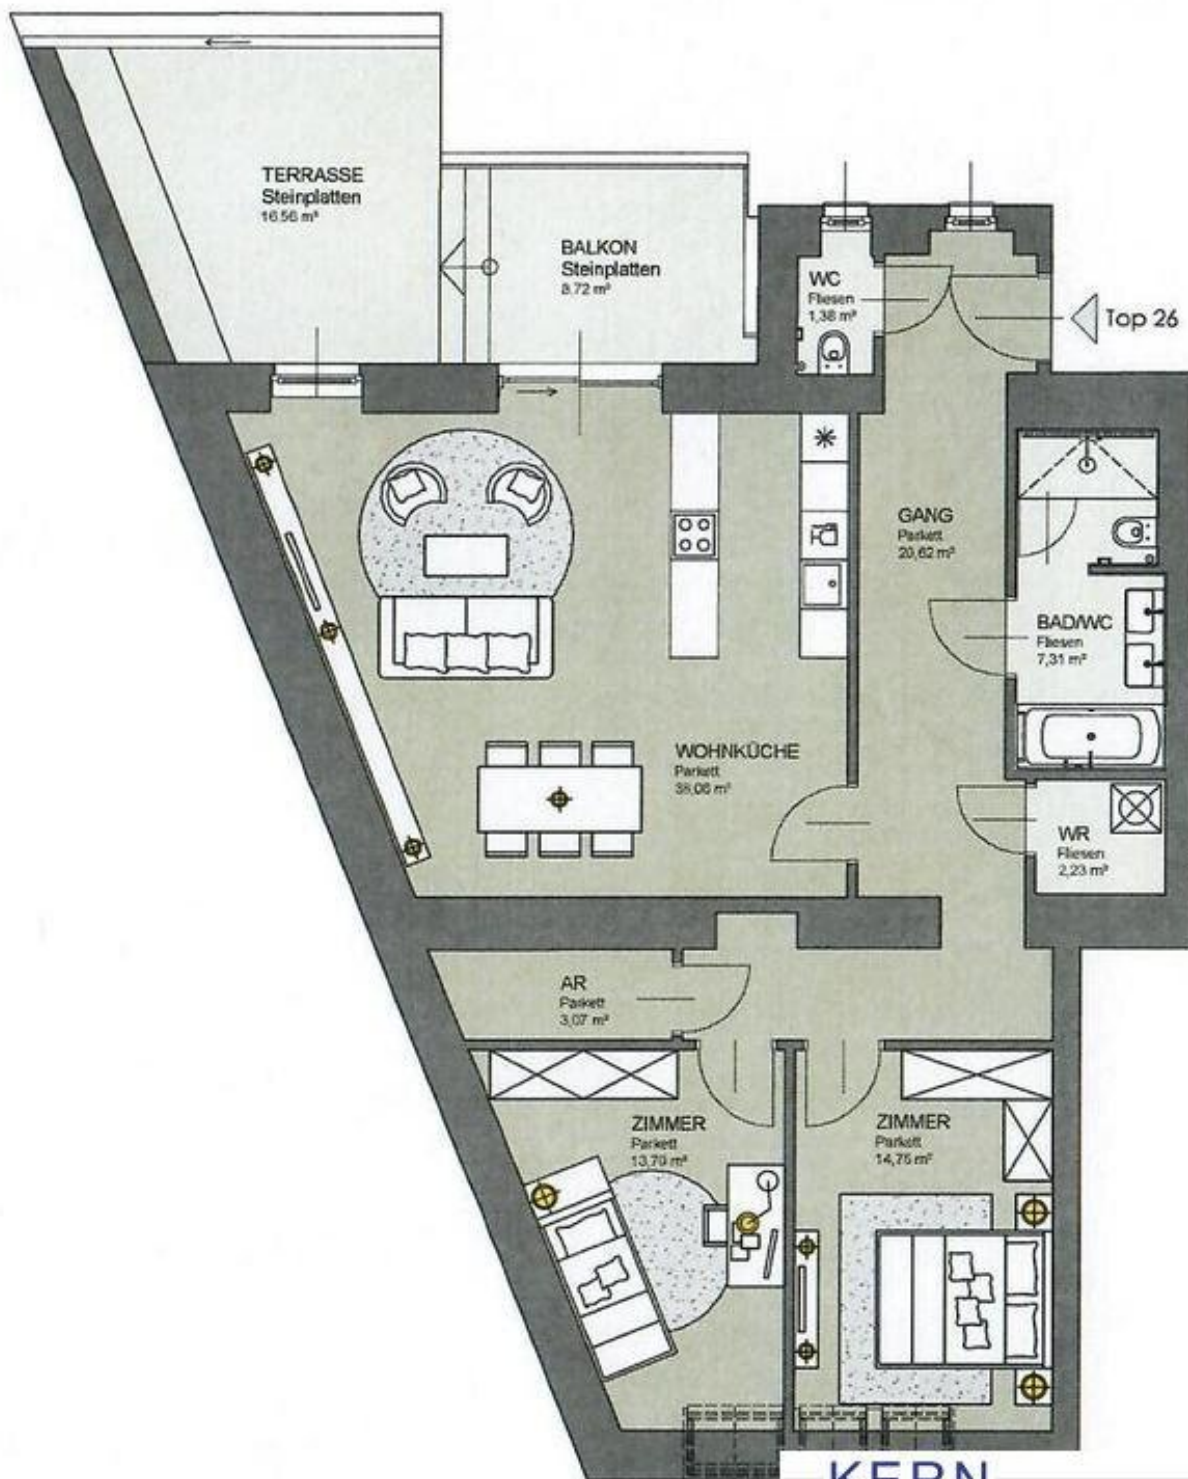 TERRASSE
Steinplatten
16.56 m²
BALKON
Steinplatten
8.72 m²
WC
Fliesen
1,38 m²
Top 26
GANG
Parkett
20,62 m²
BAD/WC
Fliesen
7,31 m²
WOHNKÜCHE
Parkett
38,06 m²
WR
Fliesen
2,23 m²
AR
Parkett
3,07 m²
ZIMMER
Parkett
13,79 m²
ZIMMER
Parkett
14,75 m²
KERN